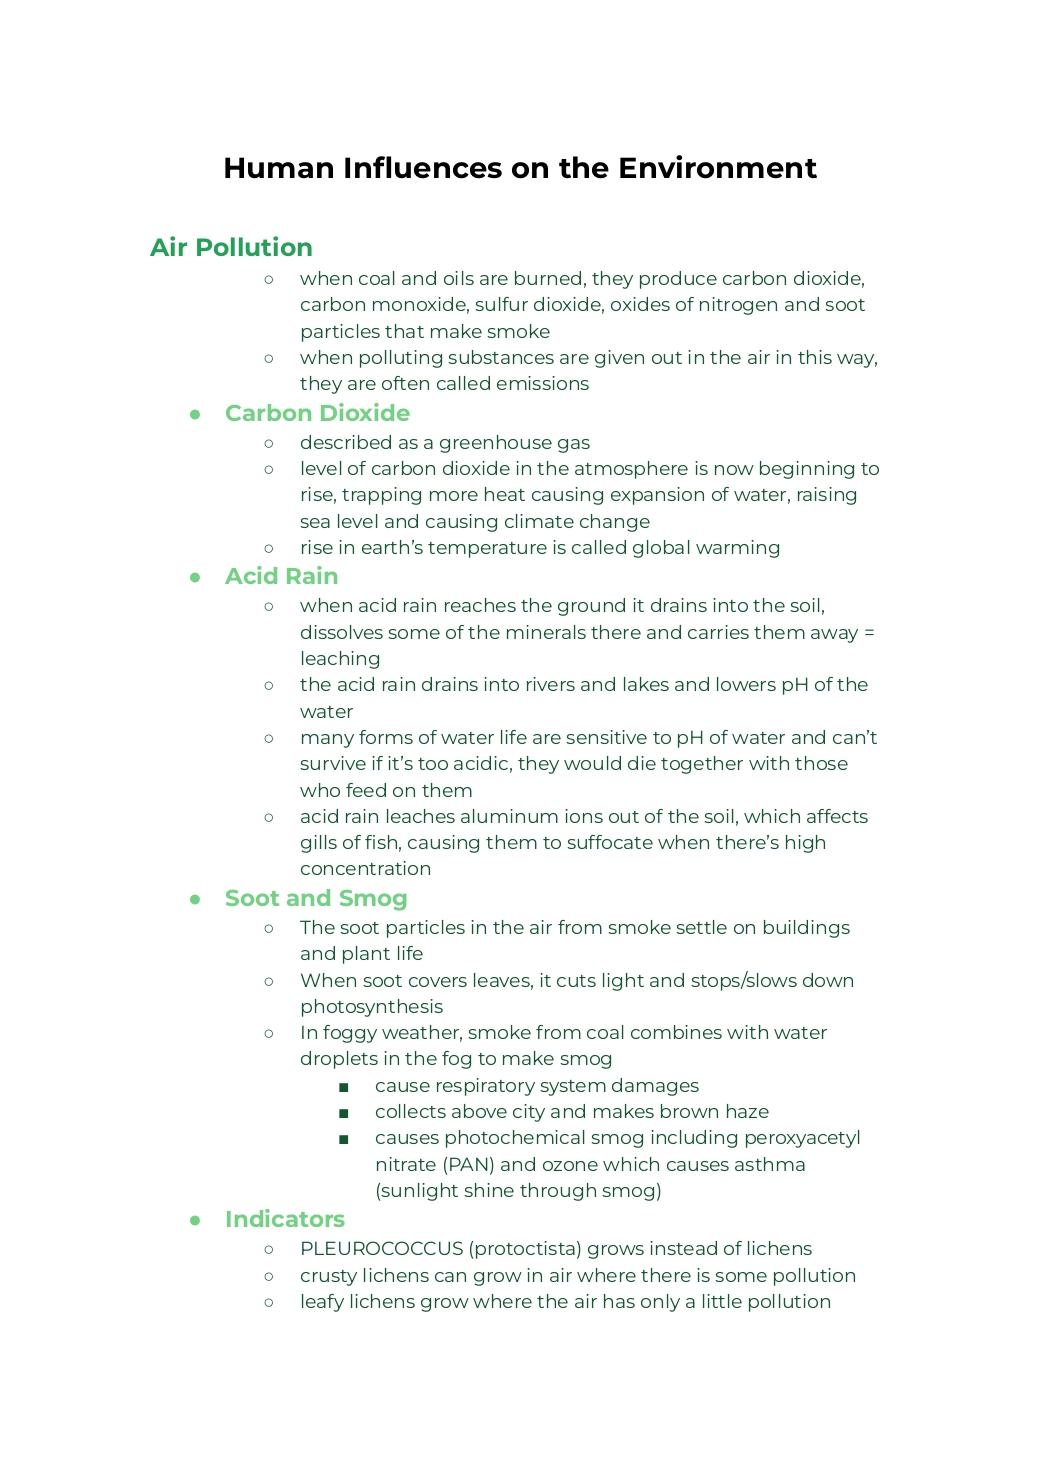 Human Influences on the Environment
Air Pollution
○ when coal and oils are burned, they produce carbon dioxide,
carbon monoxide, sulfur dioxide, oxides of nitrogen and soot
particles that make smoke
○ when polluting substances are given out in the air in this way,
they are often called emissions
● Carbon Dioxide
○ described as a greenhouse gas
○ level of carbon dioxide in the atmosphere is now beginning to
rise, trapping more heat causing expansion of water, raising
sea level and causing climate change
○ rise in earth’s temperature is called global warming
● Acid Rain
○ when acid rain reaches the ground it drains into the soil,
dissolves some of the minerals there and carries them away =
leaching
○ the acid rain drains into rivers and lakes and lowers pH of the
water
○ many forms of water life are sensitive to pH of water and can’t
survive if it’s too acidic, they would die together with those
who feed on them
○ acid rain leaches aluminum ions out of the soil, which affects
gills of fish, causing them to suffocate when there’s high
concentration
● Soot and Smog
○ The soot particles in the air from smoke settle on buildings
and plant life
○ When soot covers leaves, it cuts light and stops/slows down
photosynthesis
○ In foggy weather, smoke from coal combines with water
droplets in the fog to make smog
■ cause respiratory system damages
■ collects above city and makes brown haze
■ causes photochemical smog including peroxyacetyl
nitrate (PAN) and ozone which causes asthma
(sunlight shine through smog)
● Indicators
○ PLEUROCOCCUS (protoctista) grows instead of lichens
○ crusty lichens can grow in air where there is some pollution
○ leafy lichens grow where the air has only a little pollution